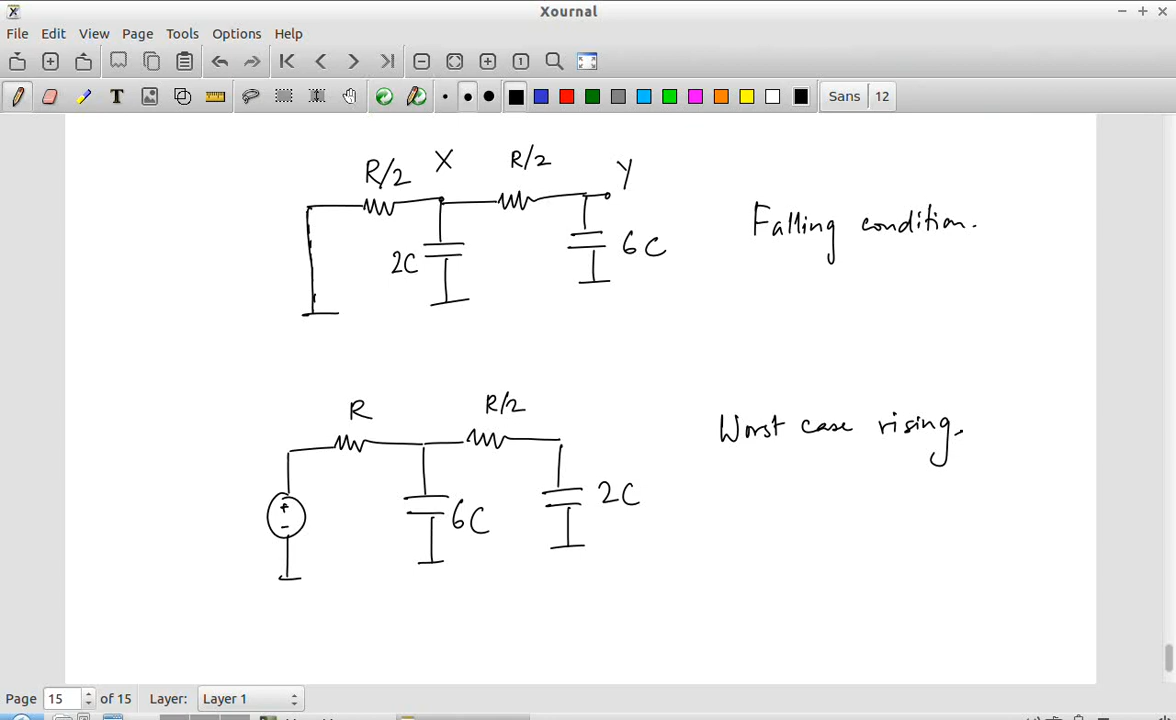 Xournal
File Edit View Page Tools Options Help
Sans 12
R/2 X R/2 Y
2C 6C
Falling condition.
R R/2
Worst case rising.
+
-
6C 2C
Page 15 of 15 Layer: Layer 1